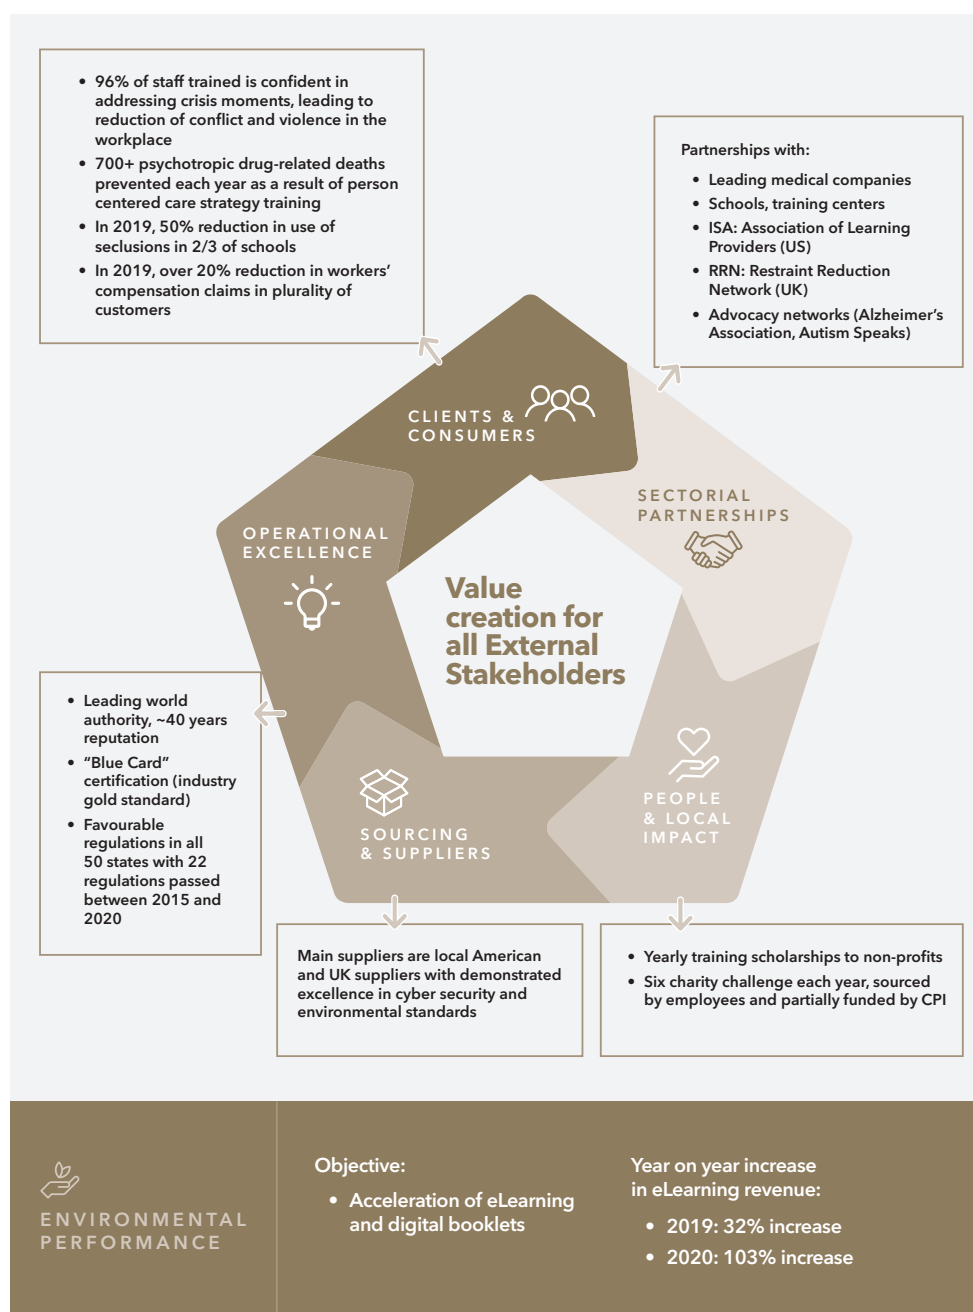 • 96% of staff trained is confident in
addressing crisis moments, leading to
reduction of conflict and violence in the
workplace
• 700+ psychotropic drug-related deaths
prevented each year as a result of person
centered care strategy training
• In 2019, 50% reduction in use of
seclusions in 2/3 of schools
• In 2019, over 20% reduction in workers’
compensation claims in plurality of
customers
Partnerships with:
• Leading medical companies
• Schools, training centers
• ISA: Association of Learning
Providers (US)
• RRN: Restraint Reduction
Network (UK)
• Advocacy networks (Alzheimer’s
Association, Autism Speaks)
CLIENTS &
CONSUMERS
SECTORIAL
PARTNERSHIPS
OPERATIONAL
EXCELLENCE
Value
creation for
all External
Stakeholders
• Leading world
authority, ~40 years
reputation
• “Blue Card”
certification (industry
gold standard)
• Favourable
regulations in all
50 states with 22
regulations passed
between 2015 and
2020
PEOPLE
& LOCAL
IMPACT
SOURCING
& SUPPLIERS
Main suppliers are local American
and UK suppliers with demonstrated
excellence in cyber security and
environmental standards
• Yearly training scholarships to non-profits
• Six charity challenge each year, sourced
by employees and partially funded by CPI
ENVIRONMENTAL
PERFORMANCE
Objective:
• Acceleration of eLearning
and digital booklets
Year on year increase
in eLearning revenue:
• 2019: 32% increase
• 2020: 103% increase